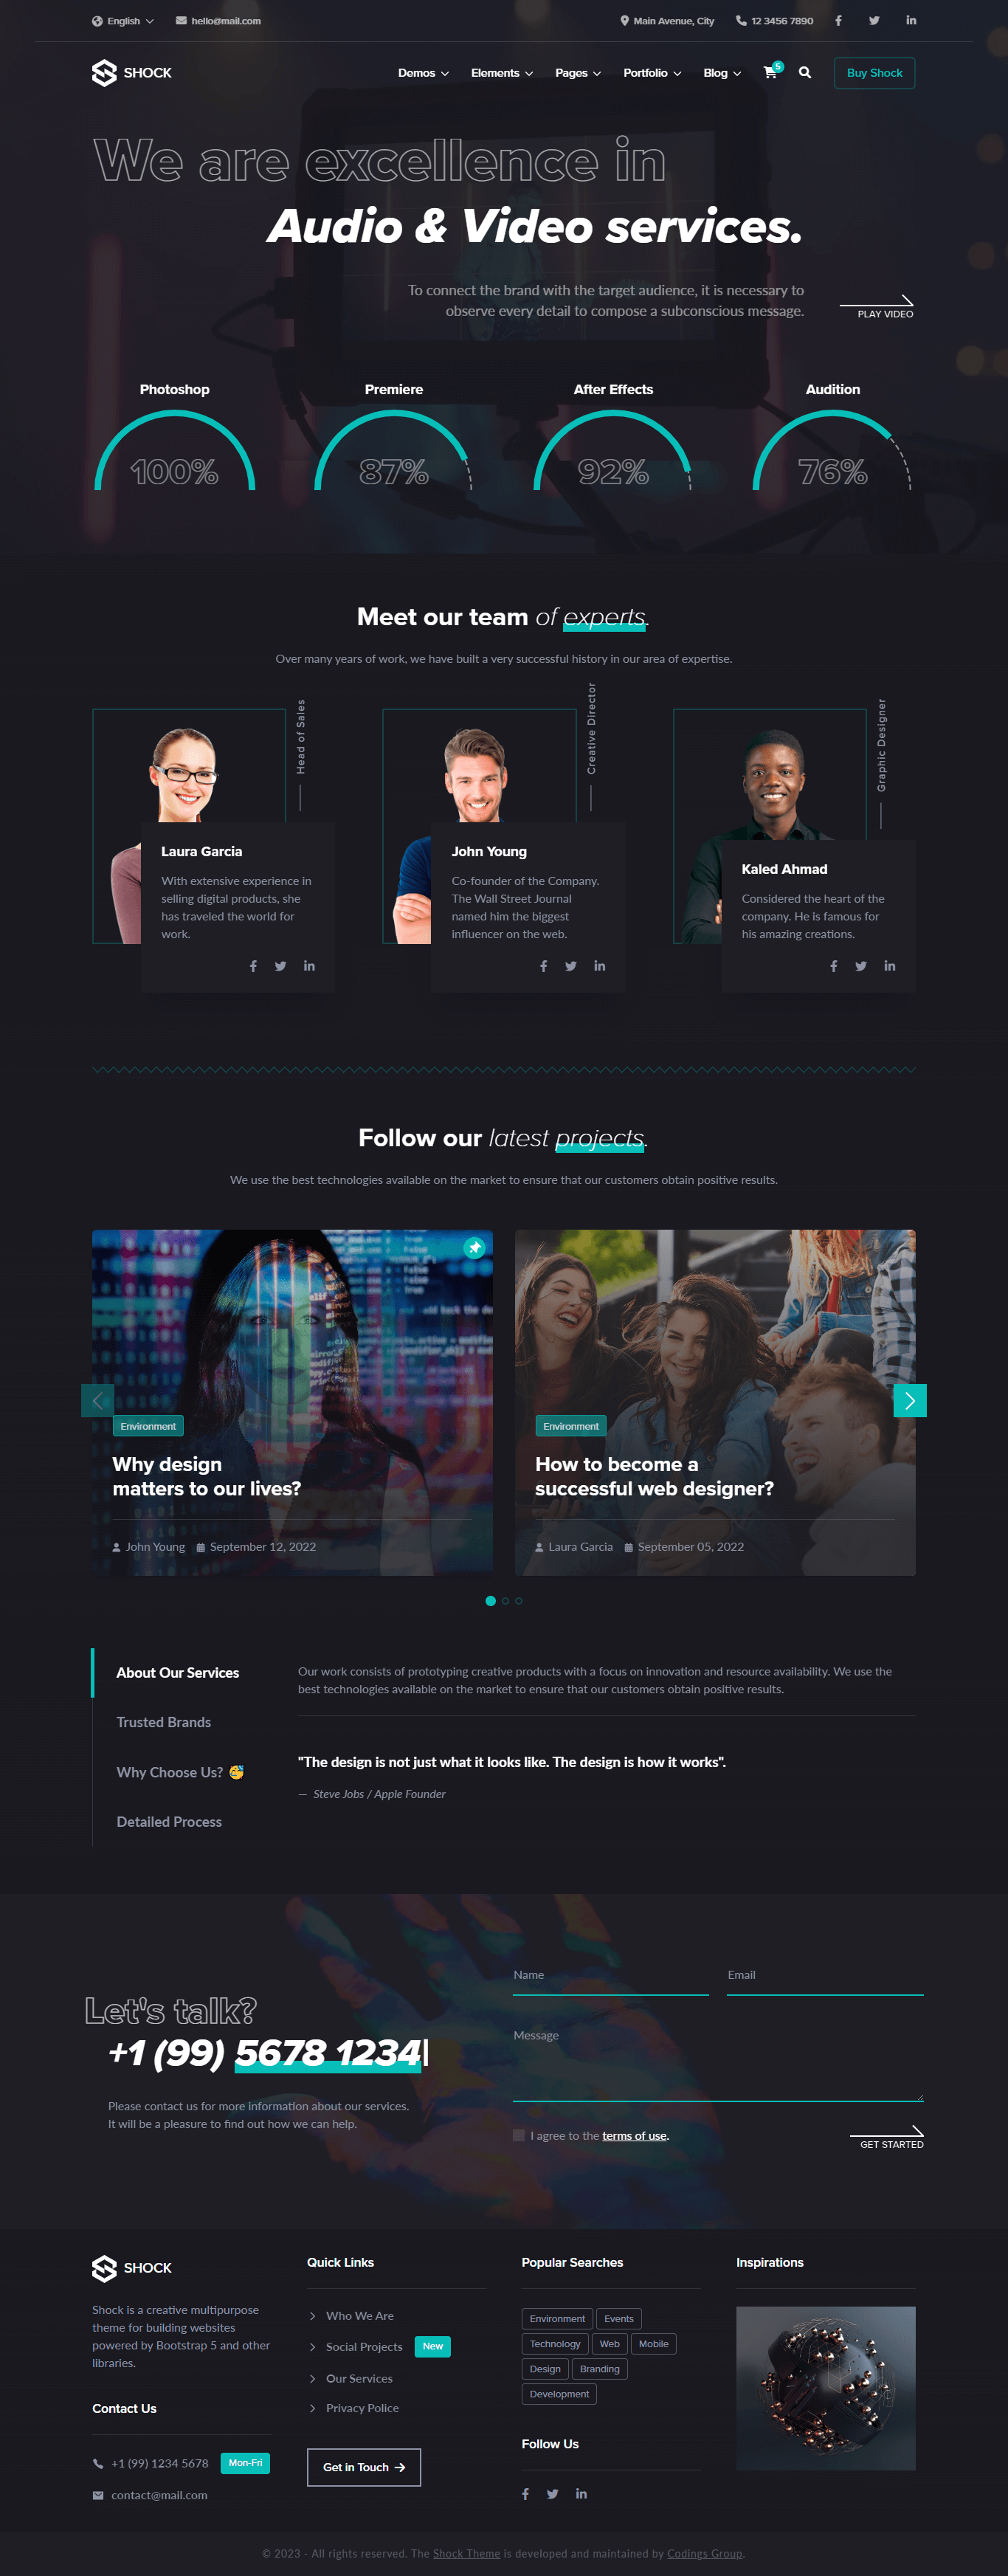 English
hello@mail.com
Main Avenue, City
12 3456 7890
SHOCK
Demos
Elements
Pages
Portfolio
Blog
5
Buy Shock
We are excellence in
Audio & Video services.
To connect the brand with the target audience, it is necessary to
observe every detail to compose a subconscious message.
PLAY VIDEO
Photoshop
100%
Premiere
87%
After Effects
92%
Audition
76%
Meet our team of experts.
Over many years of work, we have built a very successful history in our area of expertise.
Head of Sales
Laura Garcia
With extensive experience in
selling digital products, she
has traveled the world for
work.
Creative Director
John Young
Co-founder of the Company.
The Wall Street Journal
named him the biggest
influencer on the web.
Graphic Designer
Kaled Ahmad
Considered the heart of the
company. He is famous for
his amazing creations.
Follow our latest projects.
We use the best technologies available on the market to ensure that our customers obtain positive results.
Environment
Why design
matters to our lives?
John Young
September 12, 2022
Environment
How to become a
successful web designer?
Laura Garcia
September 05, 2022
About Our Services
Trusted Brands
Why Choose Us? 🥳
Detailed Process
Our work consists of prototyping creative products with a focus on innovation and resource availability. We use the
best technologies available on the market to ensure that our customers obtain positive results.
"The design is not just what it looks like. The design is how it works".
— Steve Jobs / Apple Founder
Let's talk?
+1 (99) 5678 1234|
Please contact us for more information about our services.
It will be a pleasure to find out how we can help.
Name
Email
Message
I agree to the terms of use.
GET STARTED
SHOCK
Shock is a creative multipurpose
theme for building websites
powered by Bootstrap 5 and other
libraries.
Contact Us
+1 (99) 1234 5678
Mon-Fri
contact@mail.com
Quick Links
Who We Are
Social Projects
New
Our Services
Privacy Police
Get in Touch
Popular Searches
Environment
Events
Technology
Web
Mobile
Design
Branding
Development
Follow Us
Inspirations
© 2023 - All rights reserved. The Shock Theme is developed and maintained by Codings Group.